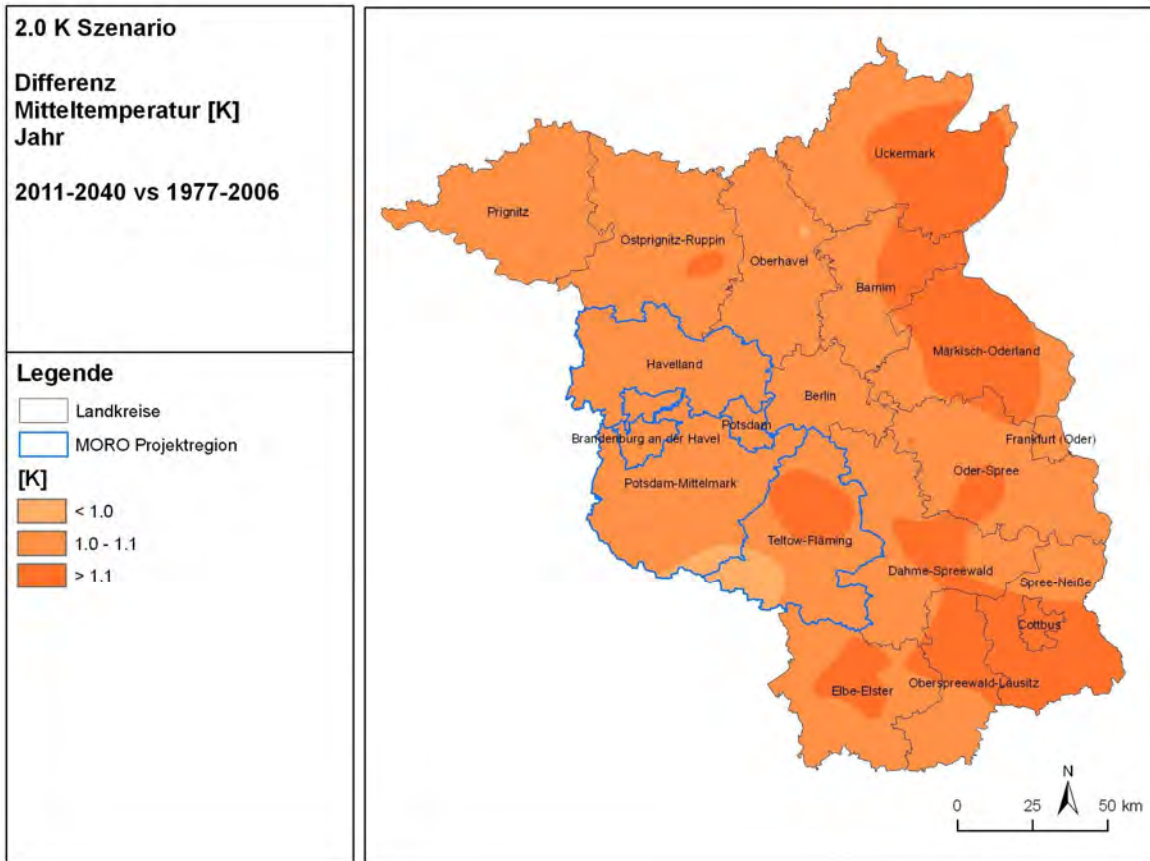 2.0 K Szenario
Differenz
Mitteltemperatur [K]
Jahr
2011-2040 vs 1977-2006
Legende
Landkreise
MORO Projektregion
[K]
< 1.0
1.0 - 1.1
> 1.1
Uckermark
Prignitz
Ostprignitz-Ruppin
Oberhavel
Barnim
Märkisch-Oderland
Havelland
Berlin
Potsdam
Brandenburg an der Havel
Frankfurt (Oder)
Oder-Spree
Potsdam-Mittelmark
Teltow-Fläming
Dahme-Spreewald
Spree-Neiße
Cottbus
Elbe-Elster
Oberspreewald-Lausitz
N
0 25 50 km